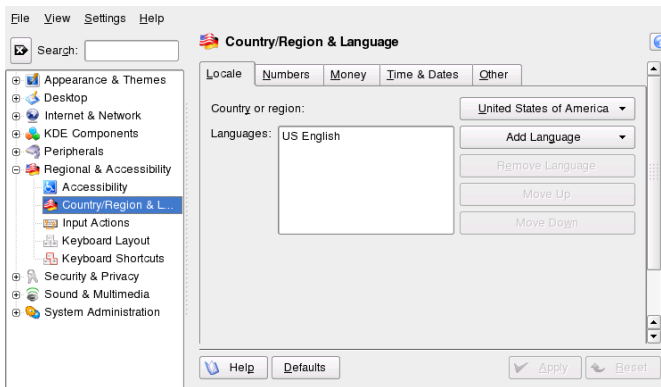 File View Settings Help
Search:
Appearance & Themes
Desktop
Internet & Network
KDE Components
Peripherals
Regional & Accessibility
Accessibility
Country/Region & L...
Input Actions
Keyboard Layout
Keyboard Shortcuts
Security & Privacy
Sound & Multimedia
System Administration
Country/Region & Language
Locale Numbers Money Time & Dates Other
Country or region: United States of America
Languages: US English
Add Language
Remove Language
Move Up
Move Down
Help Defaults Apply Reset